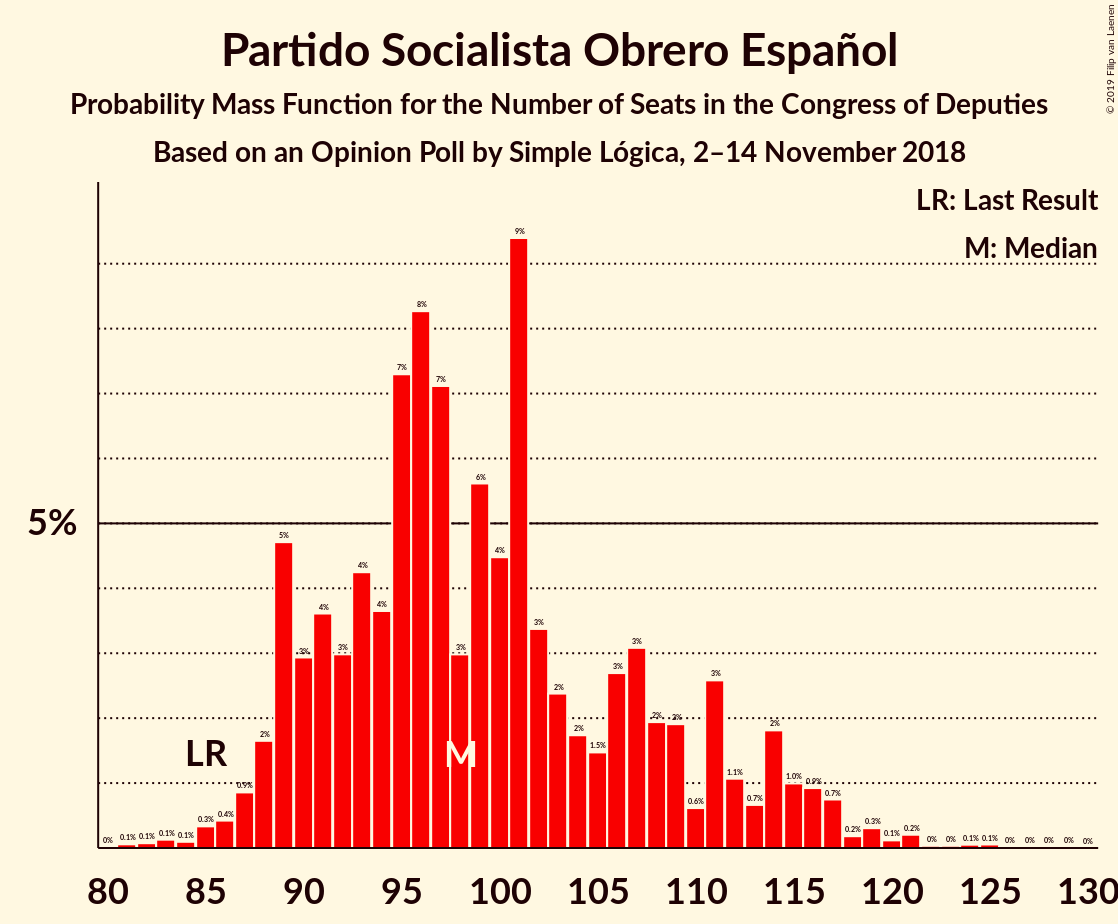 Partido Socialista Obrero Español
Probability Mass Function for the Number of Seats in the Congress of Deputies
Based on an Opinion Poll by Simple Lógica, 2–14 November 2018
© 2019 Filip van Laenen
LR: Last Result
M: Median
5%
0% 0.1% 0.1% 0.1% 0.1% 0.3% 0.4% 0.9% 2% 5% 3% 4% 3% 4% 4% 7% 8% 7% 3% 6% 4% 9% 3% 2% 2% 1.5% 3% 3% 2% 2% 0.6% 3% 1.1% 0.7% 2% 1.0% 0.9% 0.7% 0.2% 0.3% 0.1% 0.2% 0% 0% 0.1% 0.1% 0% 0% 0% 0% 0%
LR M
80 85 90 95 100 105 110 115 120 125 130